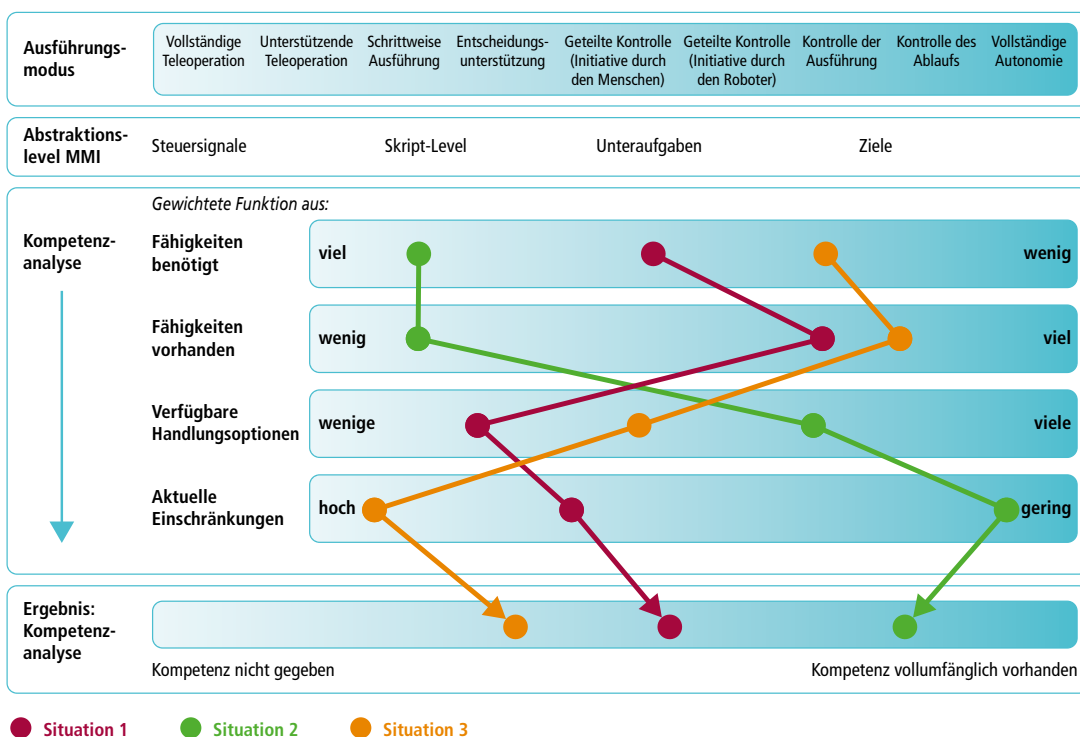 Ausführungs-
modus
Vollständige
Teleoperation
Unterstützende
Teleoperation
Schrittweise
Ausführung
Entscheidungs-
unterstützung
Geteilte Kontrolle
(Initiative durch
den Menschen)
Geteilte Kontrolle
(Initiative durch
den Roboter)
Kontrolle der
Ausführung
Kontrolle des
Ablaufs
Vollständige
Autonomie
Abstraktions-
level MMI
Steuersignale
Skript-Level
Unteraufgaben
Ziele
Gewichtete Funktion aus:
Kompetenz-
analyse
Fähigkeiten
benötigt
viel
wenig
Fähigkeiten
vorhanden
wenig
viel
Verfügbare
Handlungsoptionen
wenige
viele
Aktuelle
Einschränkungen
hoch
gering
Ergebnis:
Kompetenz-
analyse
Kompetenz nicht gegeben
Kompetenz vollumfänglich vorhanden
Situation 1
Situation 2
Situation 3